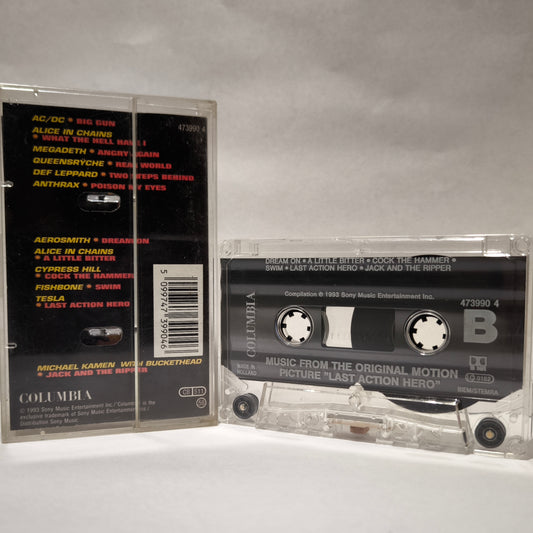 AC/DC • BIG GUN
473990 4
ALICE IN CHAINS
• WHAT THE HELL HAVE I
MEGADETH • ANGRY AGAIN
QUEENSRŸCHE • REAL WORLD
DEF LEPPARD • TWO STEPS BEHIND
ANTHRAX • POISON MY EYES
AEROSMITH • DREAM ON
ALICE IN CHAINS
• A LITTLE BITTER
CYPRESS HILL
• COCK THE HAMMER
FISHBONE • SWIM
TESLA
• LAST ACTION HERO
MICHAEL KAMEN WITH BUCKETHEAD
• JACK AND THE RIPPER
5 099747 399046
COLUMBIA
CB 811
© 1993 Sony Music Entertainment Inc./"Columbia" is the
exclusive trademark of Sony Music Entertainment Inc./
Distribution Sony Music
DREAM ON • A LITTLE BITTER • COCK THE HAMMER •
SWIM • LAST ACTION HERO • JACK AND THE RIPPER
Compilation ℗ 1993 Sony Music Entertainment Inc.
473990 4
COLUMBIA
B
MADE IN
HOLLAND
MUSIC FROM THE ORIGINAL MOTION
PICTURE "LAST ACTION HERO"
BIEM/STEMRA